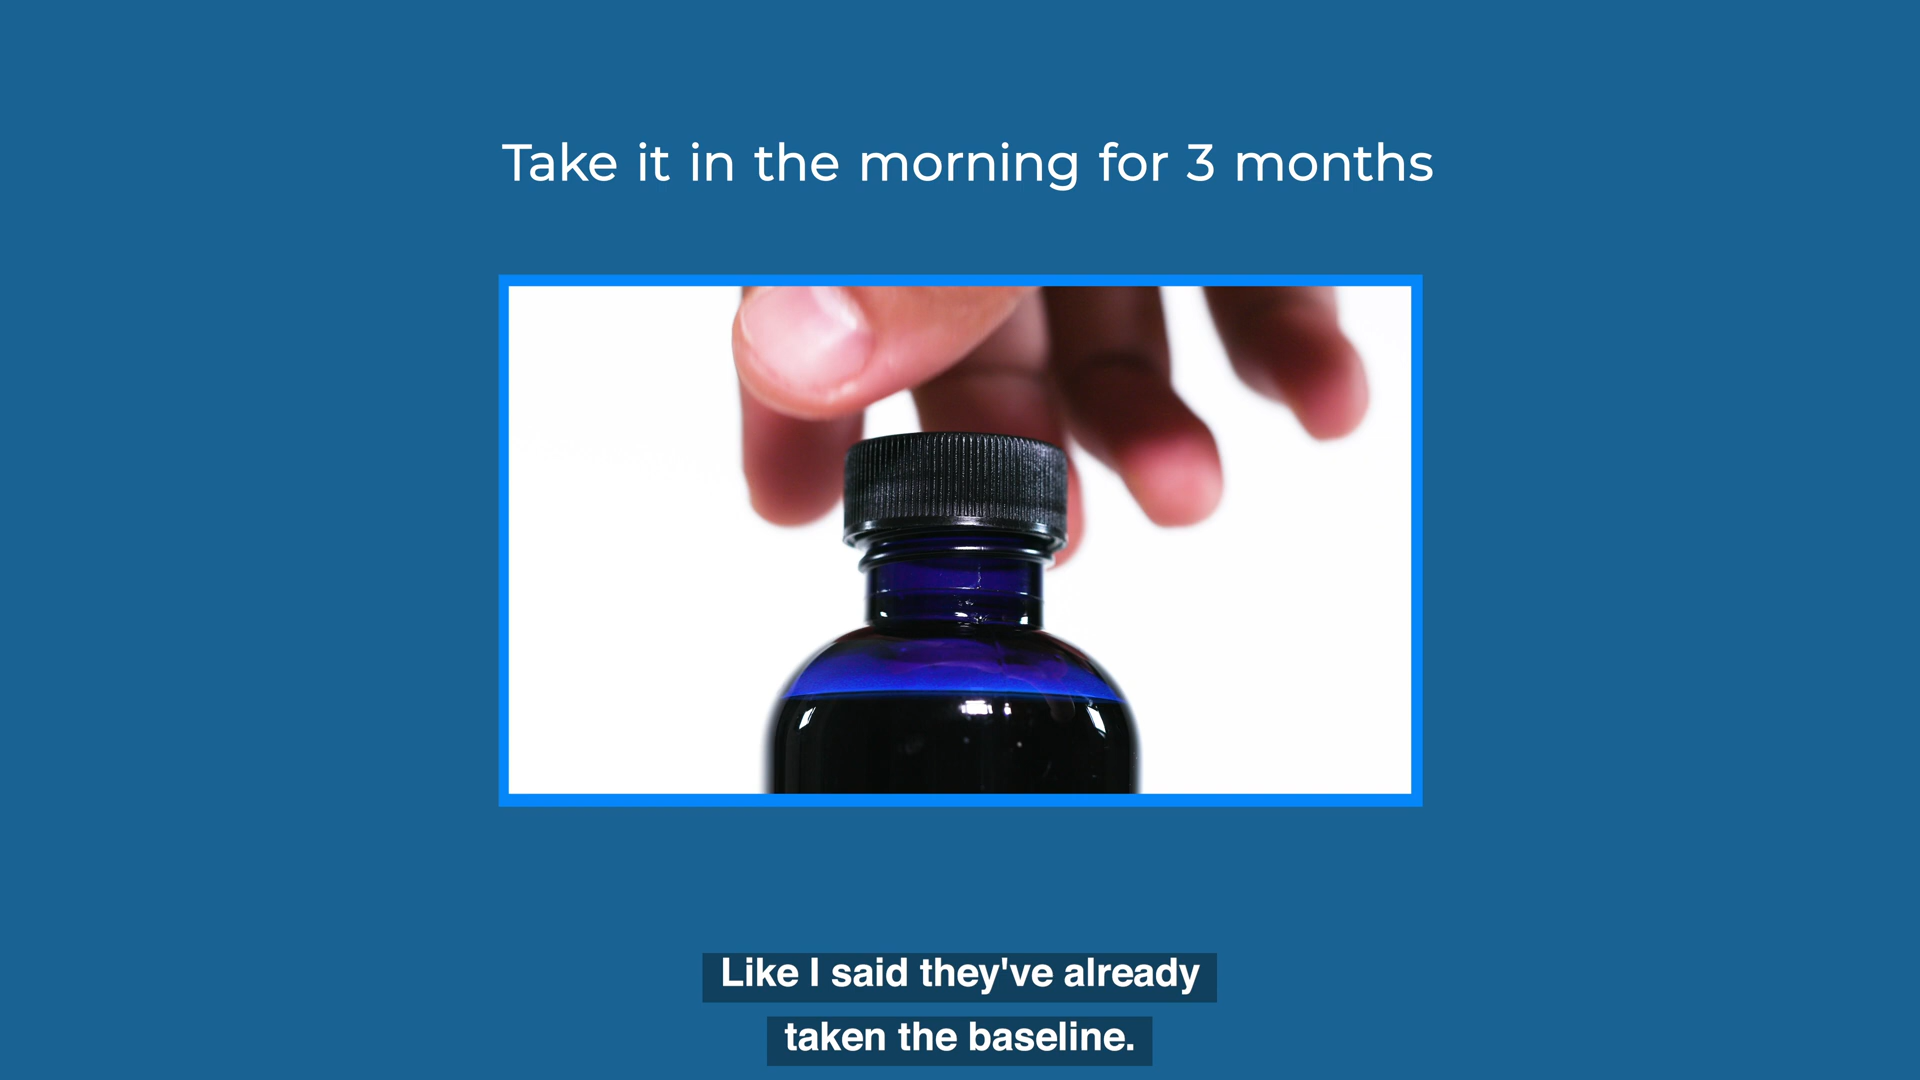 Take it in the morning for 3 months
Like I said they've already
taken the baseline.